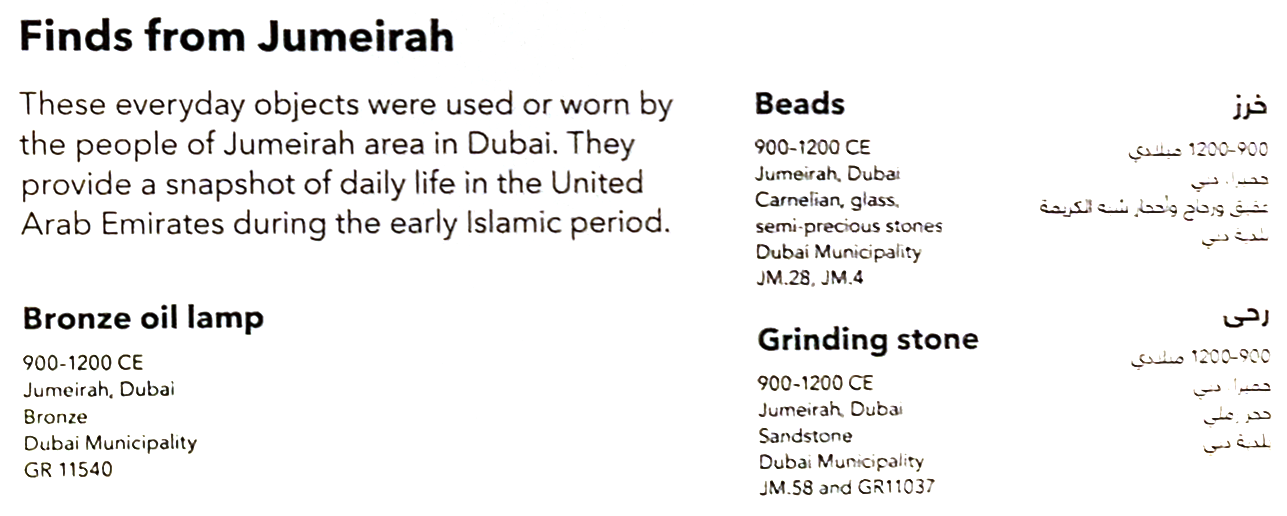 Finds from Jumeirah
These everyday objects were used or worn by
the people of Jumeirah area in Dubai. They
provide a snapshot of daily life in the United
Arab Emirates during the early Islamic period.
Bronze oil lamp
900-1200 CE
Jumeirah, Dubai
Bronze
Dubai Municipality
GR 11540
Beads
900-1200 CE
Jumeirah, Dubai
Carnelian, glass,
semi-precious stones
Dubai Municipality
JM.28, JM.4
Grinding stone
900-1200 CE
Jumeirah, Dubai
Sandstone
Dubai Municipality
JM.58 and GR11037
خرز
900-1200 ميلادي
جميرا، دبي
عقيق وزجاج وأحجار شبه الكريمة
بلدية دبي
رحى
900-1200 ميلادي
جميرا، دبي
حجر رملي
بلدية دبي